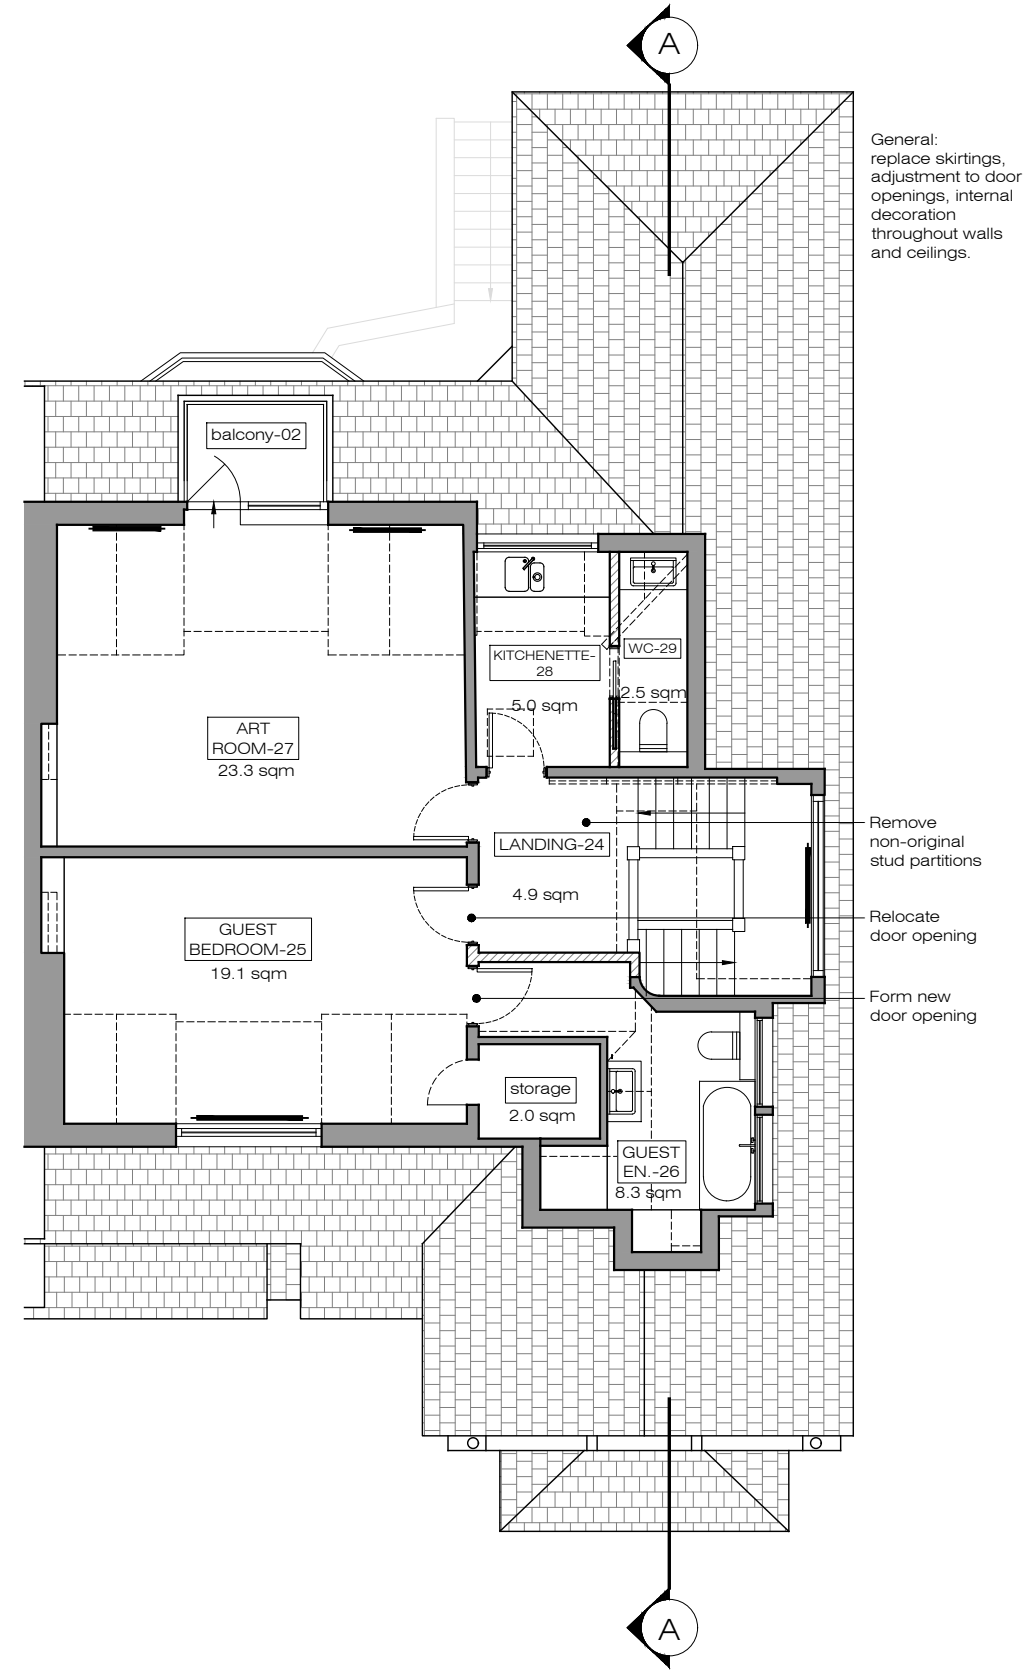 A
General:
replace skirtings,
adjustment to door
openings, internal
decoration
throughout walls
and ceilings.
balcony-02
KITCHENETTE-
28
5.0 sqm
WC-29
2.5 sqm
ART
ROOM-27
23.3 sqm
LANDING-24
4.9 sqm
Remove
non-original
stud partitions
Relocate
door opening
GUEST
BEDROOM-25
19.1 sqm
Form new
door opening
storage
2.0 sqm
GUEST
EN.-26
8.3 sqm
A